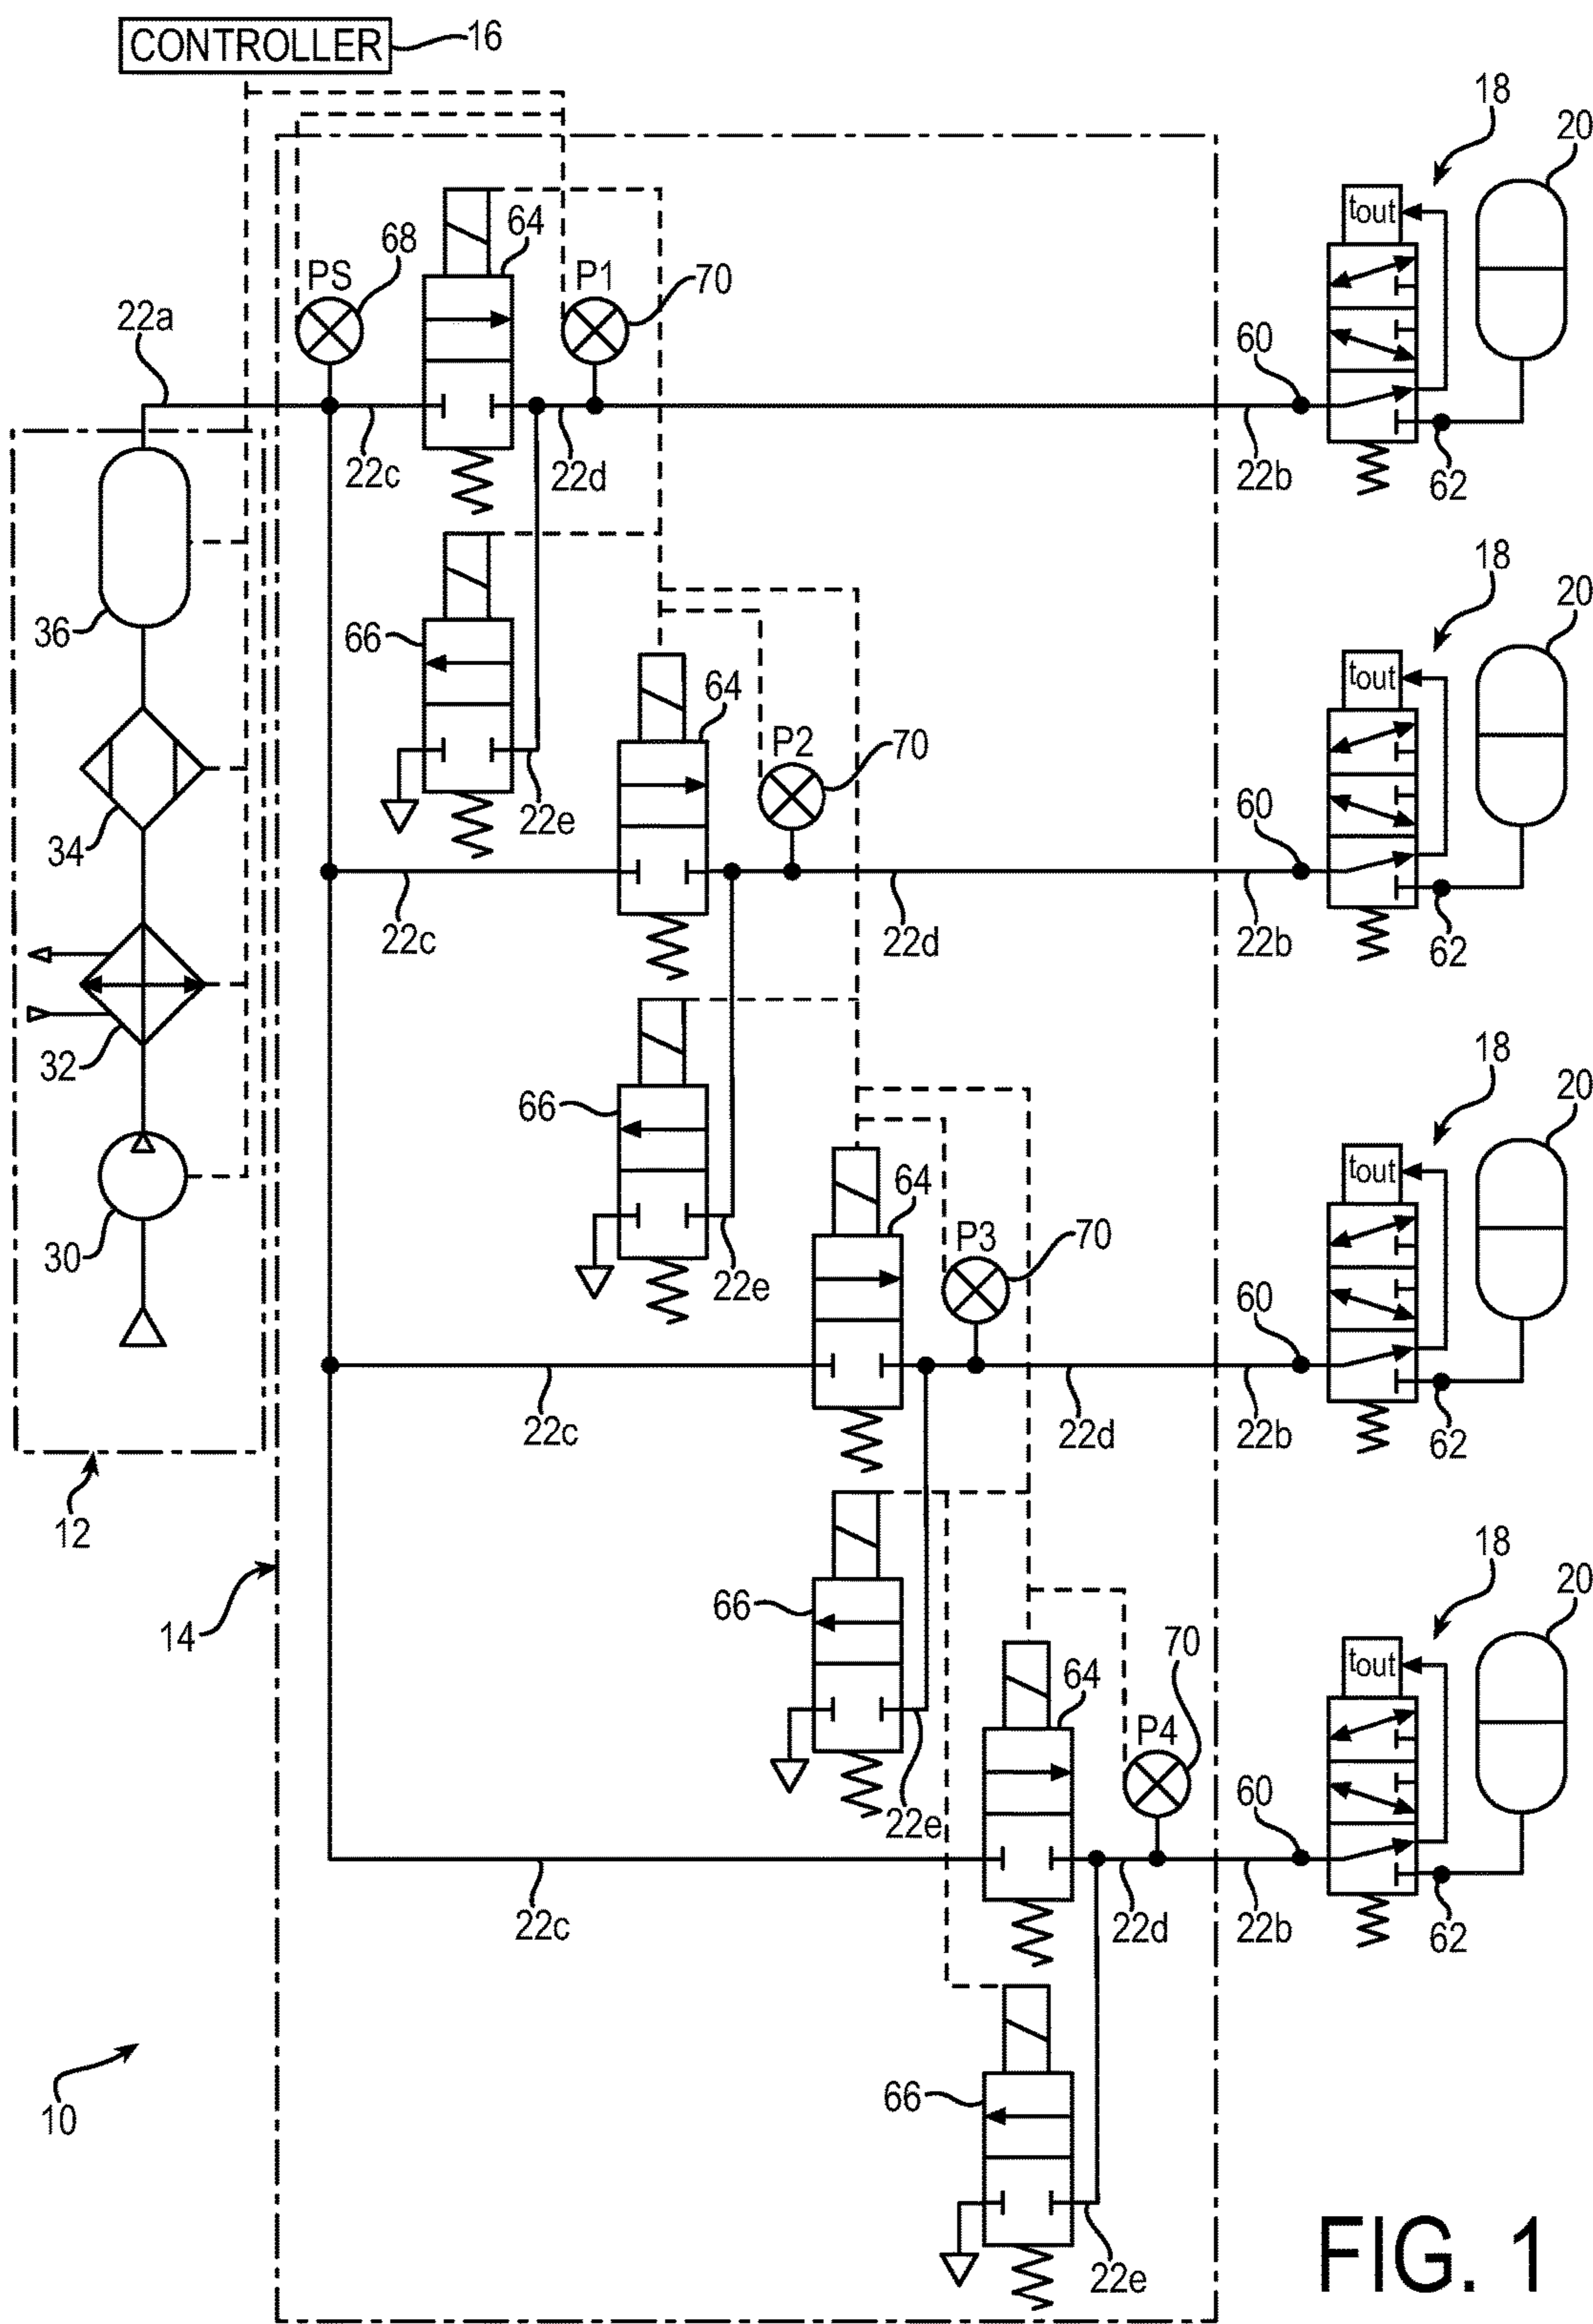 CONTROLLER 16
18
20
tout
64
68
PS
P1
70
22a
60
22c
22d
22b
62
18
20
36
66
64
tout
P2
70
34
22e
60
22c
22d
22b
62
32
18
20
66
64
tout
P3
70
30
22e
60
22c
22d
22b
62
12
18
20
14
66
64
70
tout
P4
60
22e
22c
22d
22b
62
10
66
22e
FIG. 1